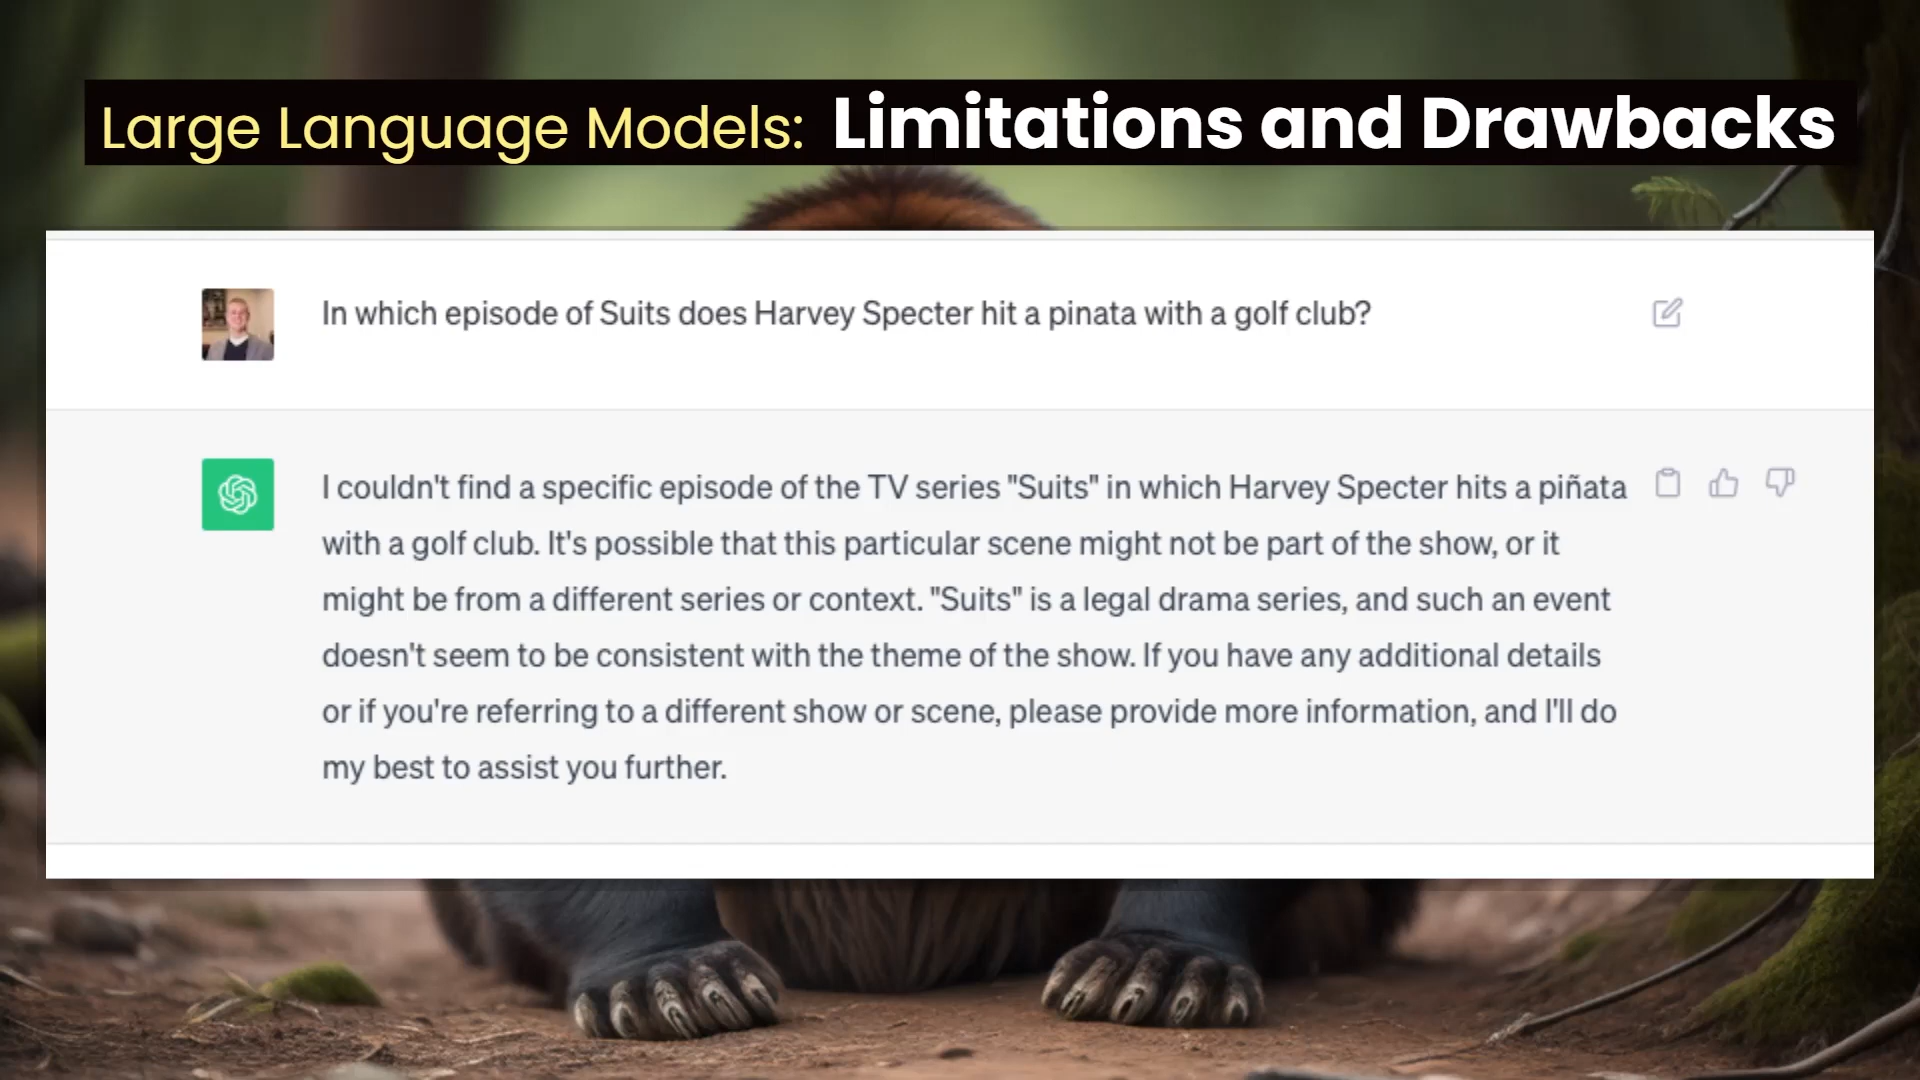 Large Language Models: Limitations and Drawbacks
In which episode of Suits does Harvey Specter hit a pinata with a golf club?
I couldn't find a specific episode of the TV series "Suits" in which Harvey Specter hits a piñata
with a golf club. It's possible that this particular scene might not be part of the show, or it
might be from a different series or context. "Suits" is a legal drama series, and such an event
doesn't seem to be consistent with the theme of the show. If you have any additional details
or if you're referring to a different show or scene, please provide more information, and I'll do
my best to assist you further.